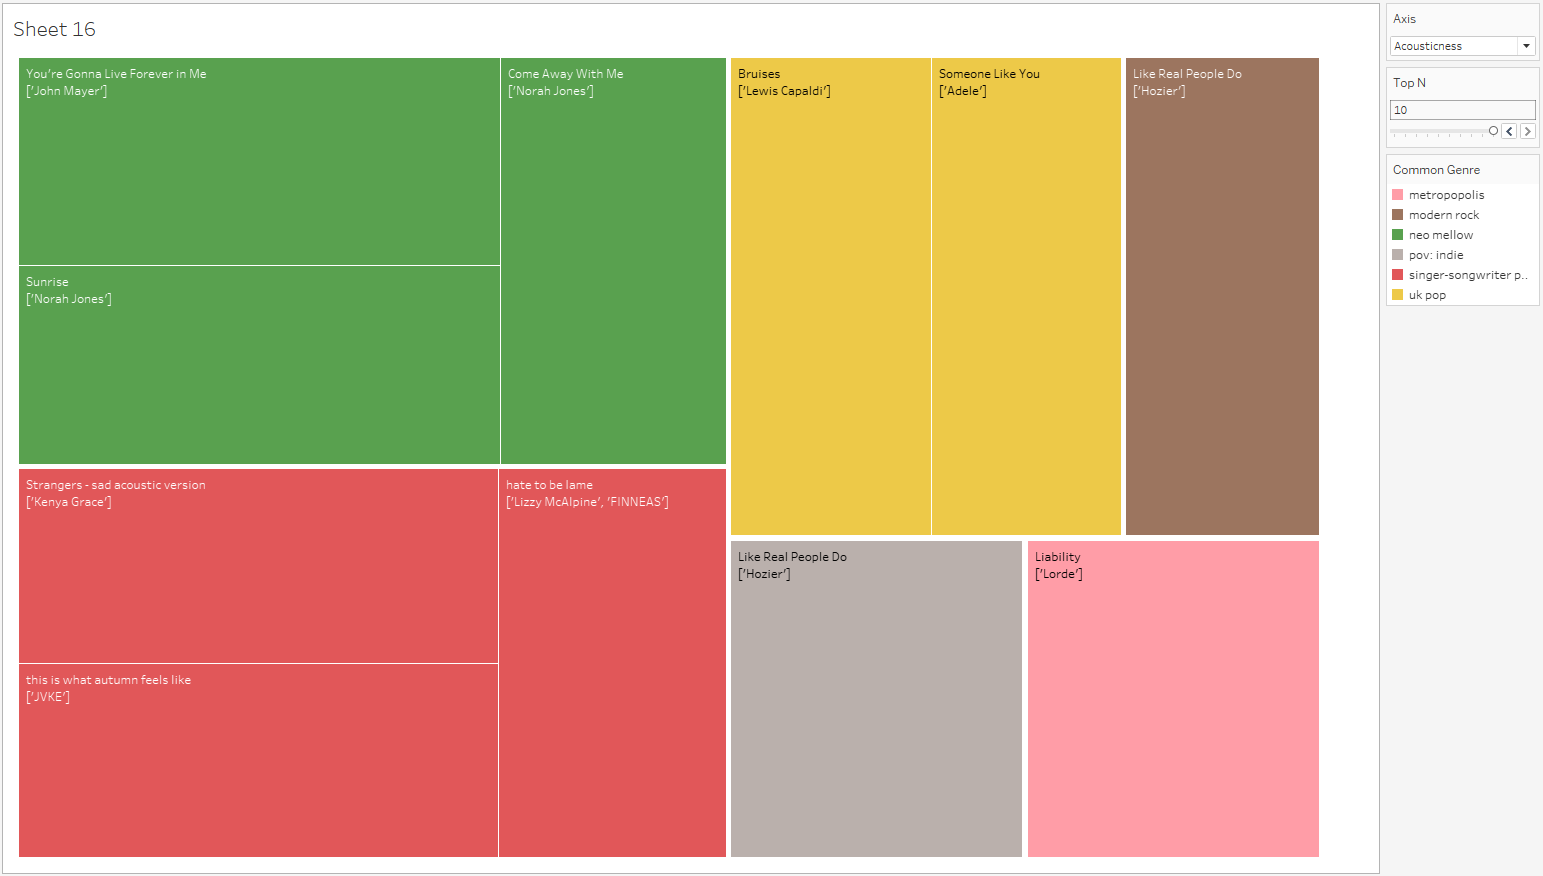 Sheet 16
You're Gonna Live Forever in Me
['John Mayer']
Come Away With Me
['Norah Jones']
Sunrise
['Norah Jones']
Strangers - sad acoustic version
['Kenya Grace']
hate to be lame
['Lizzy McAlpine', 'FINNEAS']
this is what autumn feels like
['JVKE']
Bruises
['Lewis Capaldi']
Someone Like You
['Adele']
Like Real People Do
['Hozier']
Like Real People Do
['Hozier']
Liability
['Lorde']
Axis
Acousticness
Top N
10
Common Genre
metropopolis
modern rock
neo mellow
pov: indie
singer-songwriter p..
uk pop